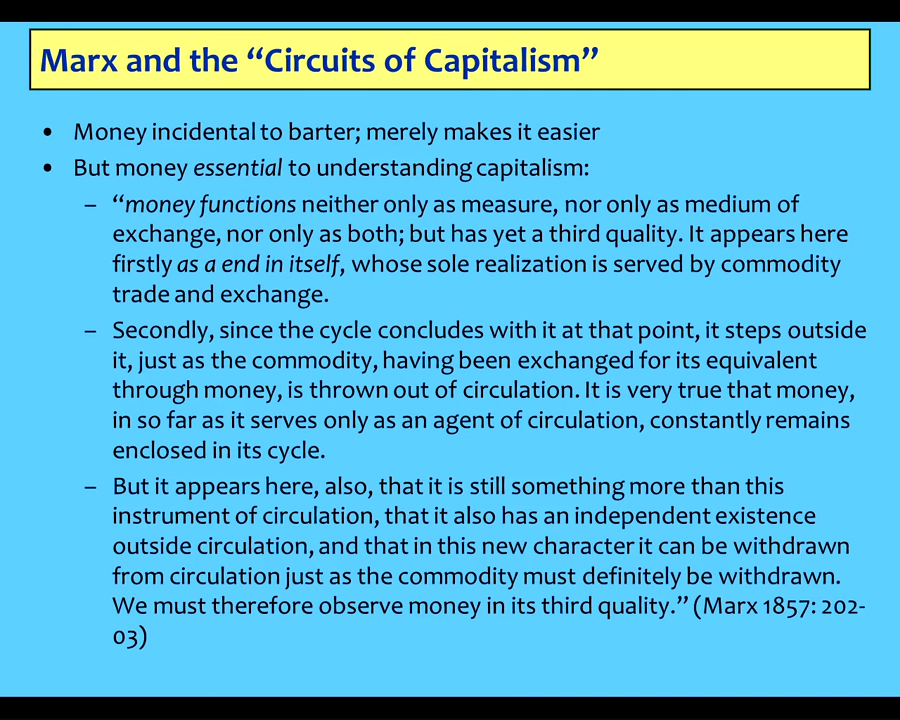 Marx and the “Circuits of Capitalism”
• Money incidental to barter; merely makes it easier
• But money essential to understanding capitalism:
– “money functions neither only as measure, nor only as medium of
exchange, nor only as both; but has yet a third quality. It appears here
firstly as a end in itself, whose sole realization is served by commodity
trade and exchange.
– Secondly, since the cycle concludes with it at that point, it steps outside
it, just as the commodity, having been exchanged for its equivalent
through money, is thrown out of circulation. It is very true that money,
in so far as it serves only as an agent of circulation, constantly remains
enclosed in its cycle.
– But it appears here, also, that it is still something more than this
instrument of circulation, that it also has an independent existence
outside circulation, and that in this new character it can be withdrawn
from circulation just as the commodity must definitely be withdrawn.
We must therefore observe money in its third quality.” (Marx 1857: 202-
03)